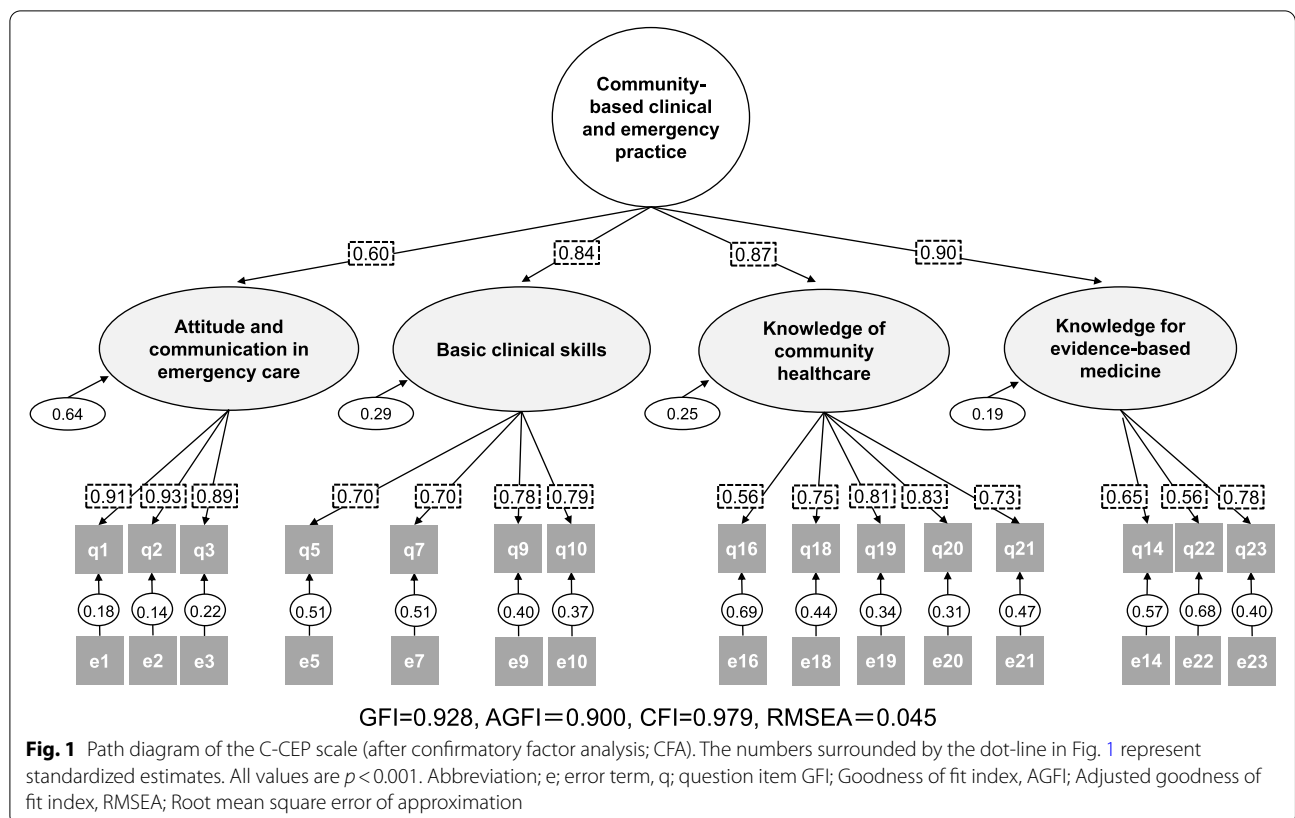 Community-
based clinical
and emergency
practice
0.60
0.84
0.87
0.90
Attitude and
communication in
emergency care
Basic clinical skills
Knowledge of
community
healthcare
Knowledge for
evidence-based
medicine
0.64
0.29
0.25
0.19
0.91 0.93 0.89 0.70 0.70 0.78 0.79 0.56 0.75 0.81 0.83 0.73 0.65 0.56 0.78
q1 q2 q3 q5 q7 q9 q10 q16 q18 q19 q20 q21 q14 q22 q23
0.18 0.14 0.22 0.51 0.51 0.40 0.37 0.69 0.44 0.34 0.31 0.47 0.57 0.68 0.40
e1 e2 e3 e5 e7 e9 e10 e16 e18 e19 e20 e21 e14 e22 e23
GFI=0.928, AGFI＝0.900, CFI=0.979, RMSEA＝0.045
Fig. 1 Path diagram of the C-CEP scale (after confirmatory factor analysis; CFA). The numbers surrounded by the dot-line in Fig. 1 represent
standardized estimates. All values are p < 0.001. Abbreviation; e; error term, q; question item GFI; Goodness of fit index, AGFI; Adjusted goodness of
fit index, RMSEA; Root mean square error of approximation